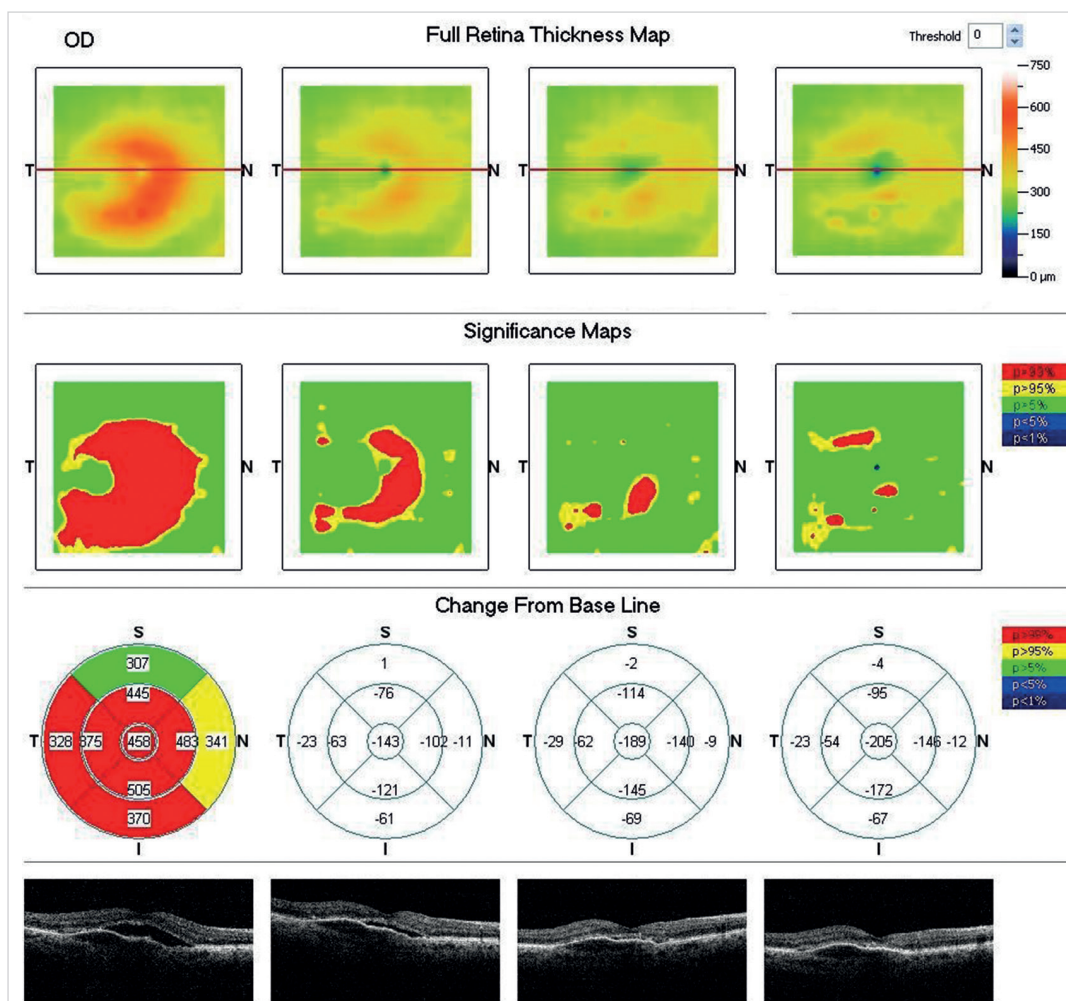 OD
Full Retina Thickness Map
Threshold 0
750
600
450
300
150
0 µm
T N
T N
T N
T N
Significance Maps
p>99%
p>95%
p>5%
p<5%
p<1%
T N
T N
T N
T N
Change From Base Line
p>99%
p>95%
p>5%
p<5%
p<1%
S
307
445
T 328 375 458 483 341 N
505
370
I
S
1
-76
T -23 -63 -143 -102 -11 N
-121
-61
I
S
-2
-114
T -29 -62 -189 -140 -9 N
-145
-69
I
S
-4
-95
T -23 -54 -205 -146 -12 N
-172
-67
I